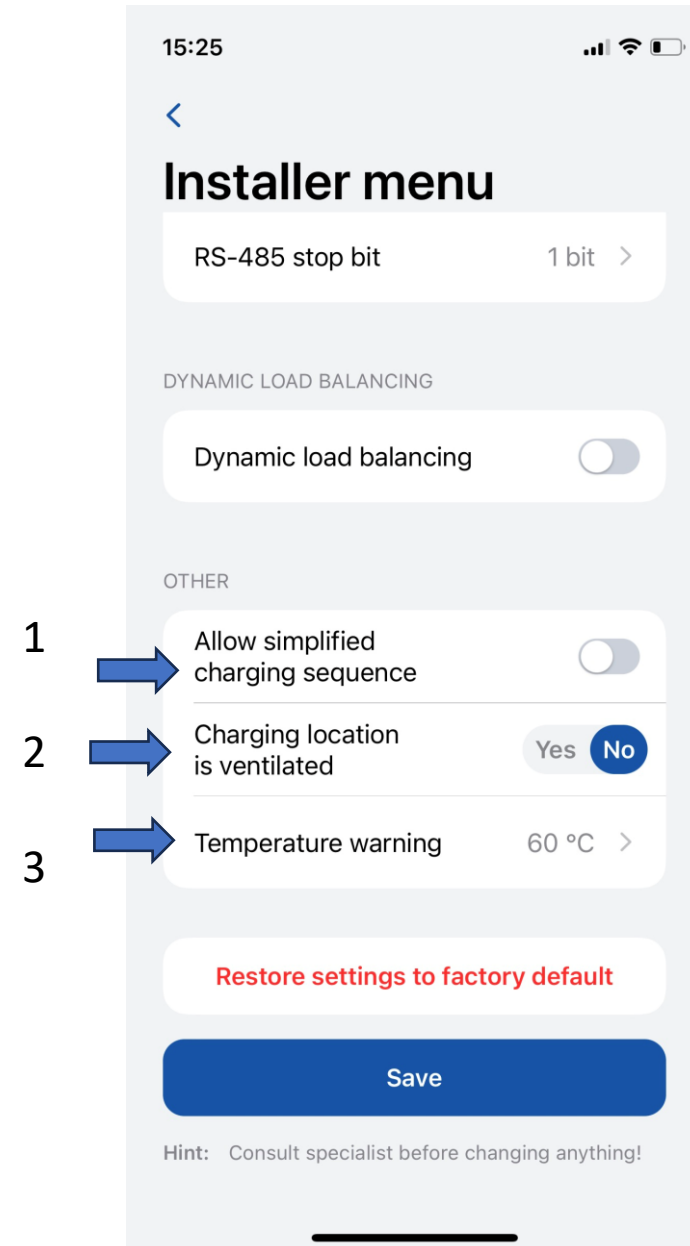 15:25
Installer menu
RS-485 stop bit 1 bit
DYNAMIC LOAD BALANCING
Dynamic load balancing
OTHER
1
Allow simplified
charging sequence
2
Charging location
is ventilated
Yes No
3
Temperature warning 60 °C
Restore settings to factory default
Save
Hint: Consult specialist before changing anything!